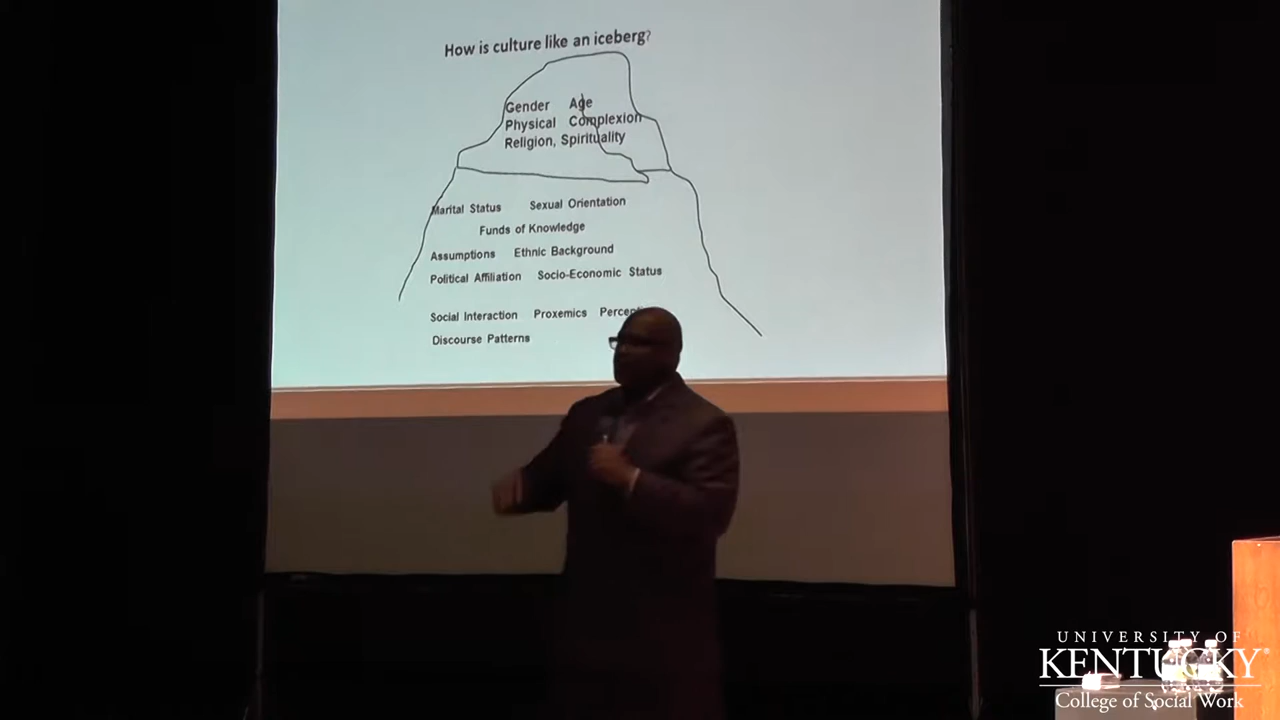 How is culture like an iceberg?
Gender Age
Physical Complexion
Religion, Spirituality
Marital Status Sexual Orientation
Funds of Knowledge
Assumptions Ethnic Background
Political Affiliation Socio-Economic Status
Social Interaction Proxemics
Discourse Patterns
UNIVERSITY OF
KENTUCKY®
College of Social Work